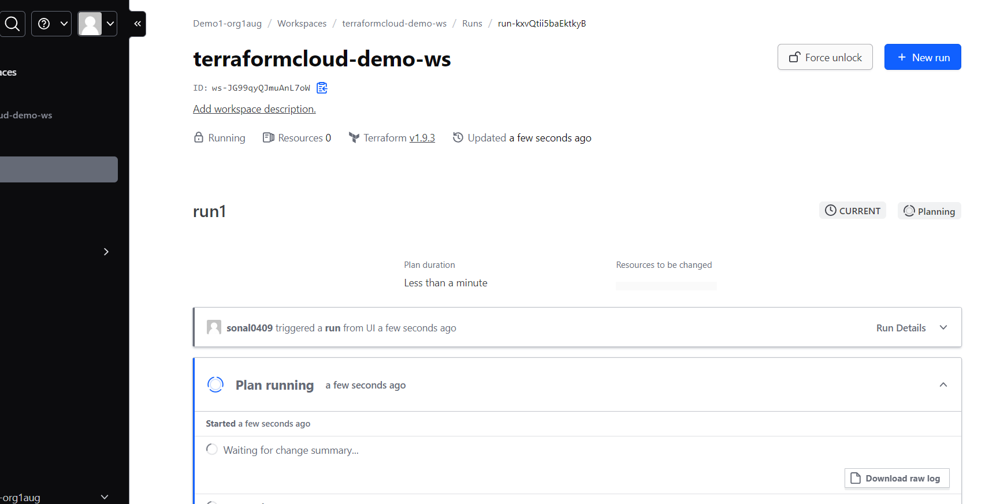 Demo1-org1aug / Workspaces / terraformcloud-demo-ws / Runs / run-kxvQtii5baEktkyB
aces
terraformcloud-demo-ws
Force unlock
+ New run
ID: ws-JG99qyQJmuAnL7oW
Add workspace description.
ud-demo-ws
Running Resources 0 Terraform v1.9.3 Updated a few seconds ago
run1
CURRENT
Planning
Plan duration
Less than a minute
Resources to be changed
sonal0409 triggered a run from UI a few seconds ago
Run Details
Plan running a few seconds ago
Started a few seconds ago
Waiting for change summary...
Download raw log
-org1aug